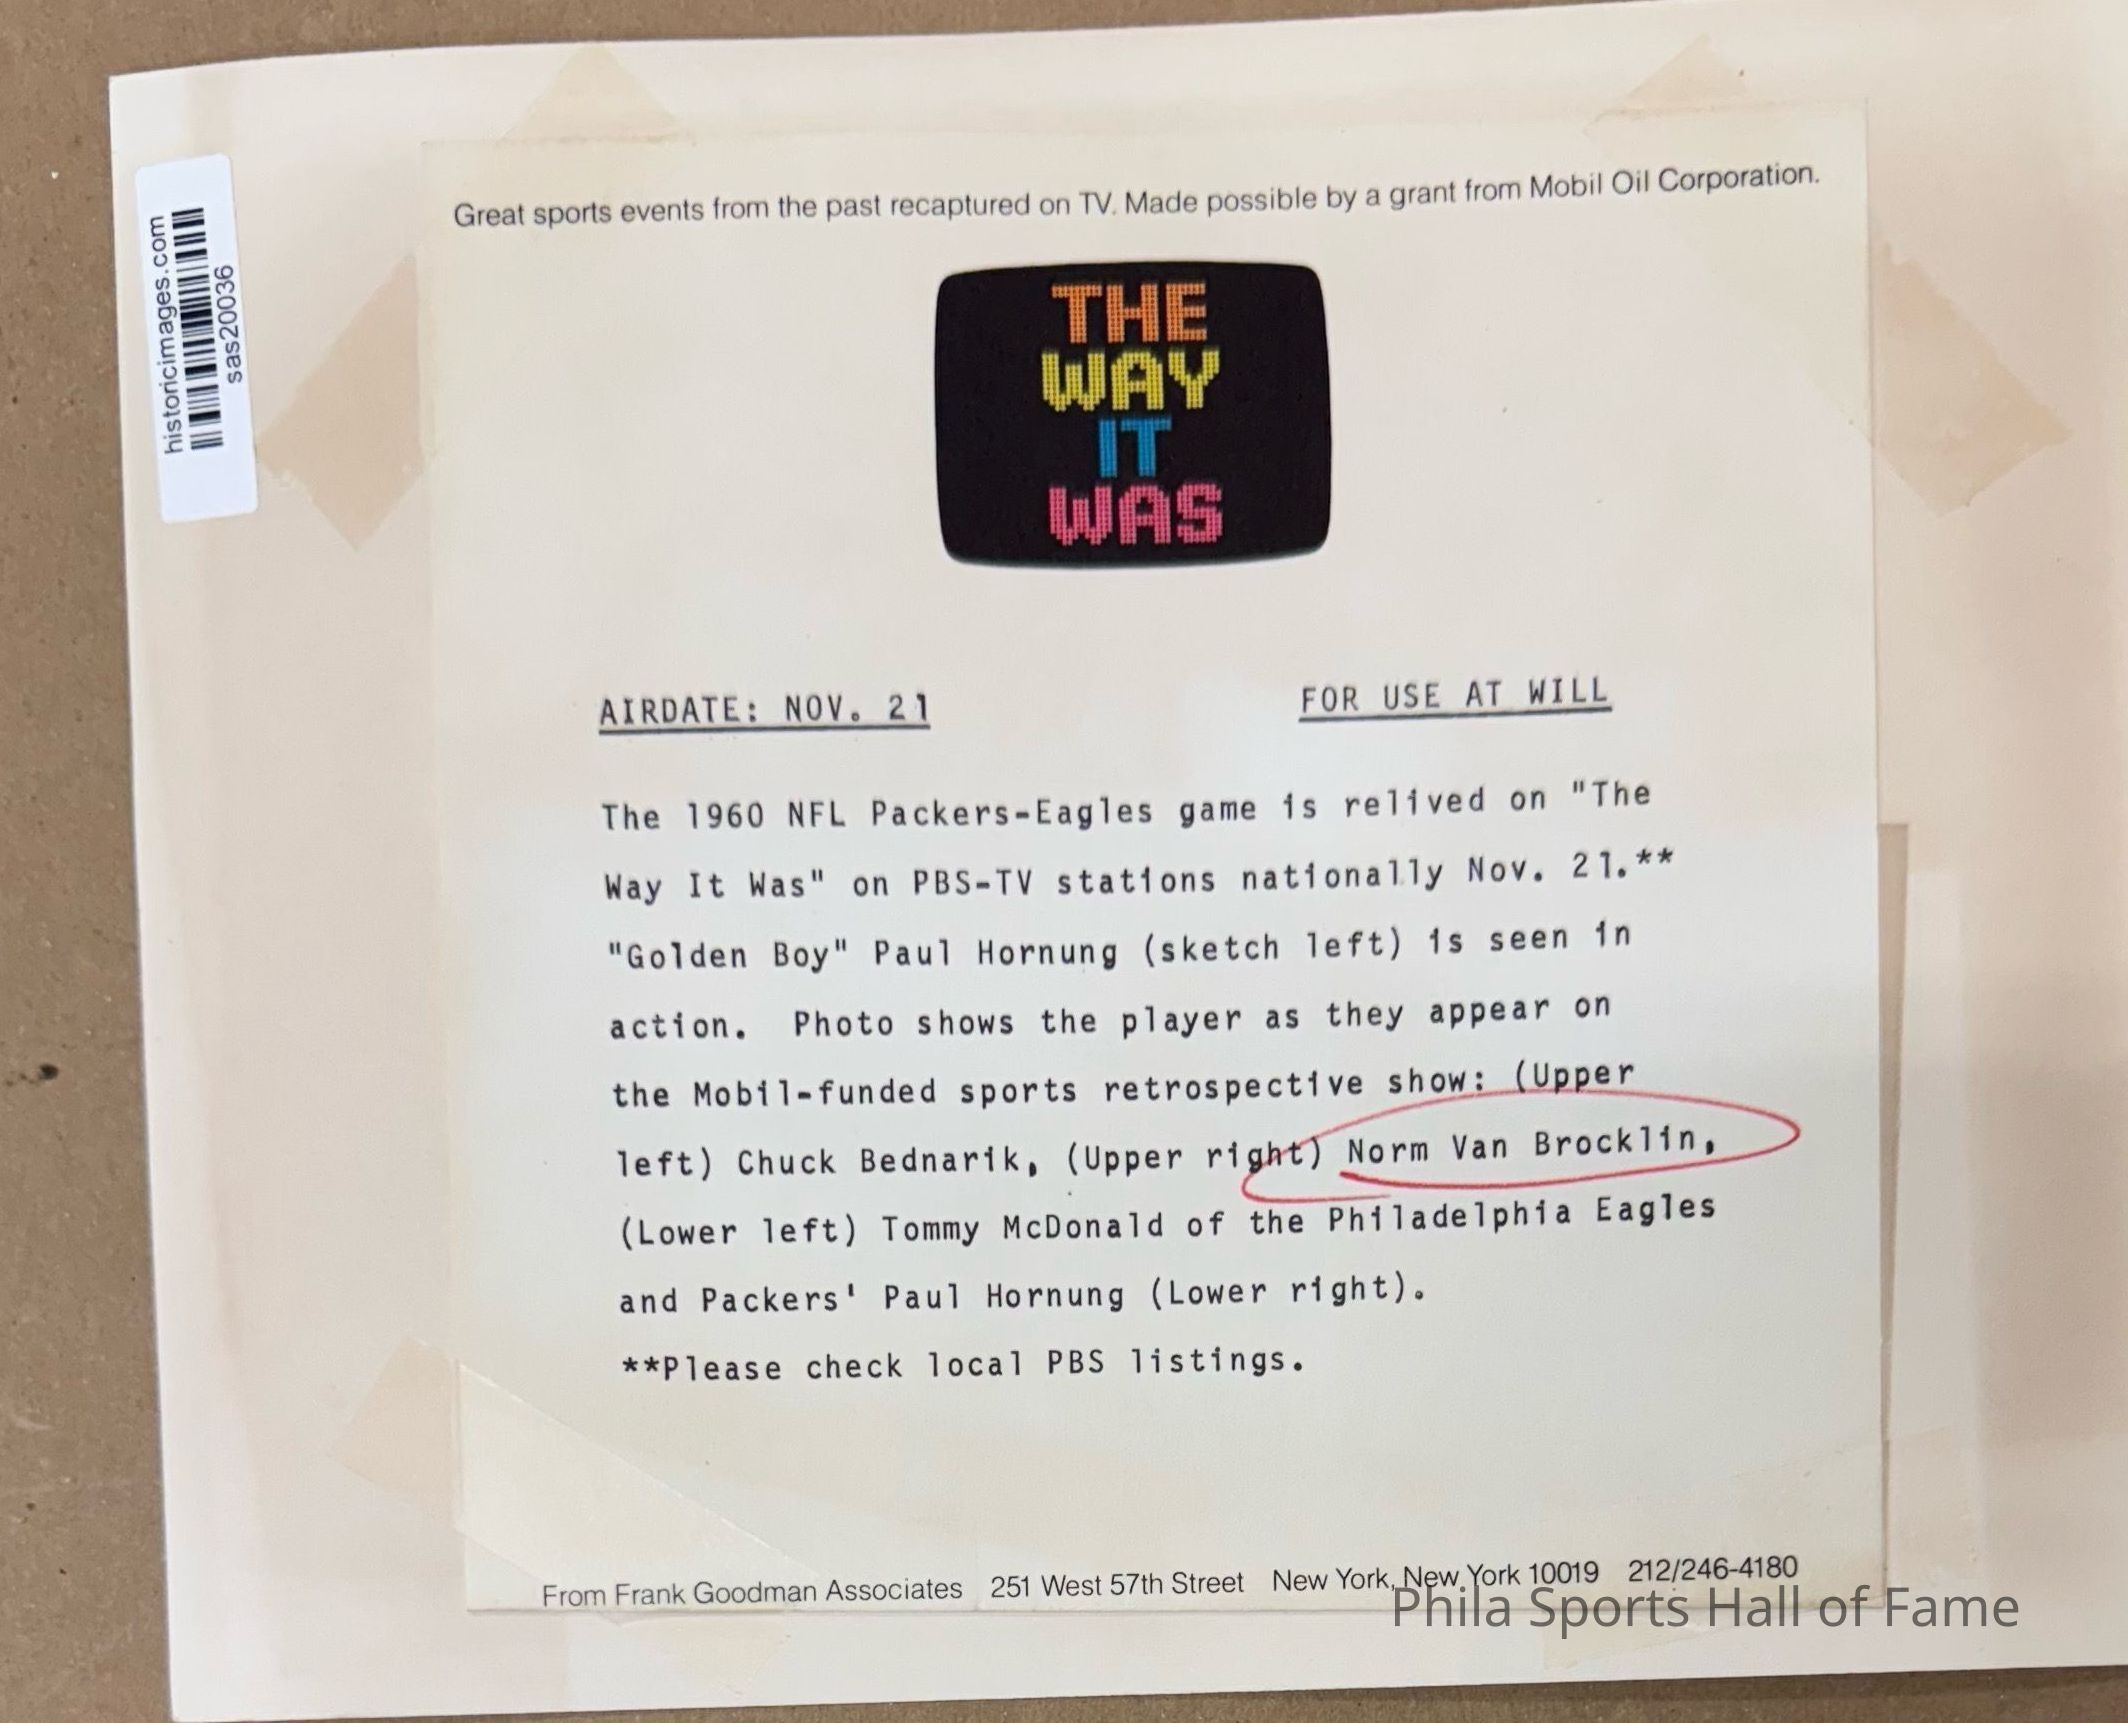 historicimages.com
sas20036
Great sports events from the past recaptured on TV. Made possible by a grant from Mobil Oil Corporation.
THE
WAY
IT
WAS
AIRDATE: NOV. 21
FOR USE AT WILL
The 1960 NFL Packers-Eagles game is relived on "The
Way It Was" on PBS-TV stations nationally Nov. 21.**
"Golden Boy" Paul Hornung (sketch left) is seen in
action. Photo shows the player as they appear on
the Mobil-funded sports retrospective show: (Upper
left) Chuck Bednarik, (Upper right) Norm Van Brocklin,
(Lower left) Tommy McDonald of the Philadelphia Eagles
and Packers' Paul Hornung (Lower right).
**Please check local PBS listings.
From Frank Goodman Associates 251 West 57th Street New York, New York 10019 212/246-4180
Phila Sports Hall of Fame